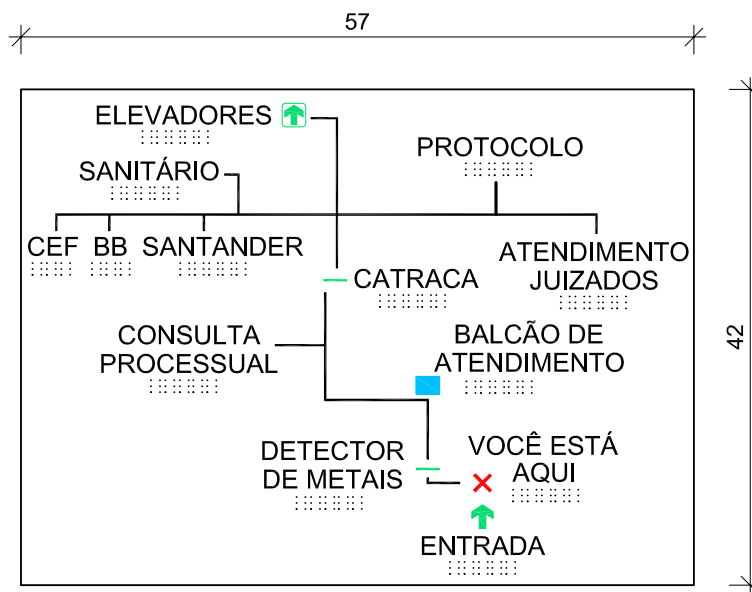 57
ELEVADORES
PROTOCOLO
SANITÁRIO
CEF BB SANTANDER
ATENDIMENTO
JUIZADOS
CATRACA
CONSULTA
PROCESSUAL
BALCÃO DE
ATENDIMENTO
42
DETECTOR
DE METAIS
VOCÊ ESTÁ
AQUI
ENTRADA